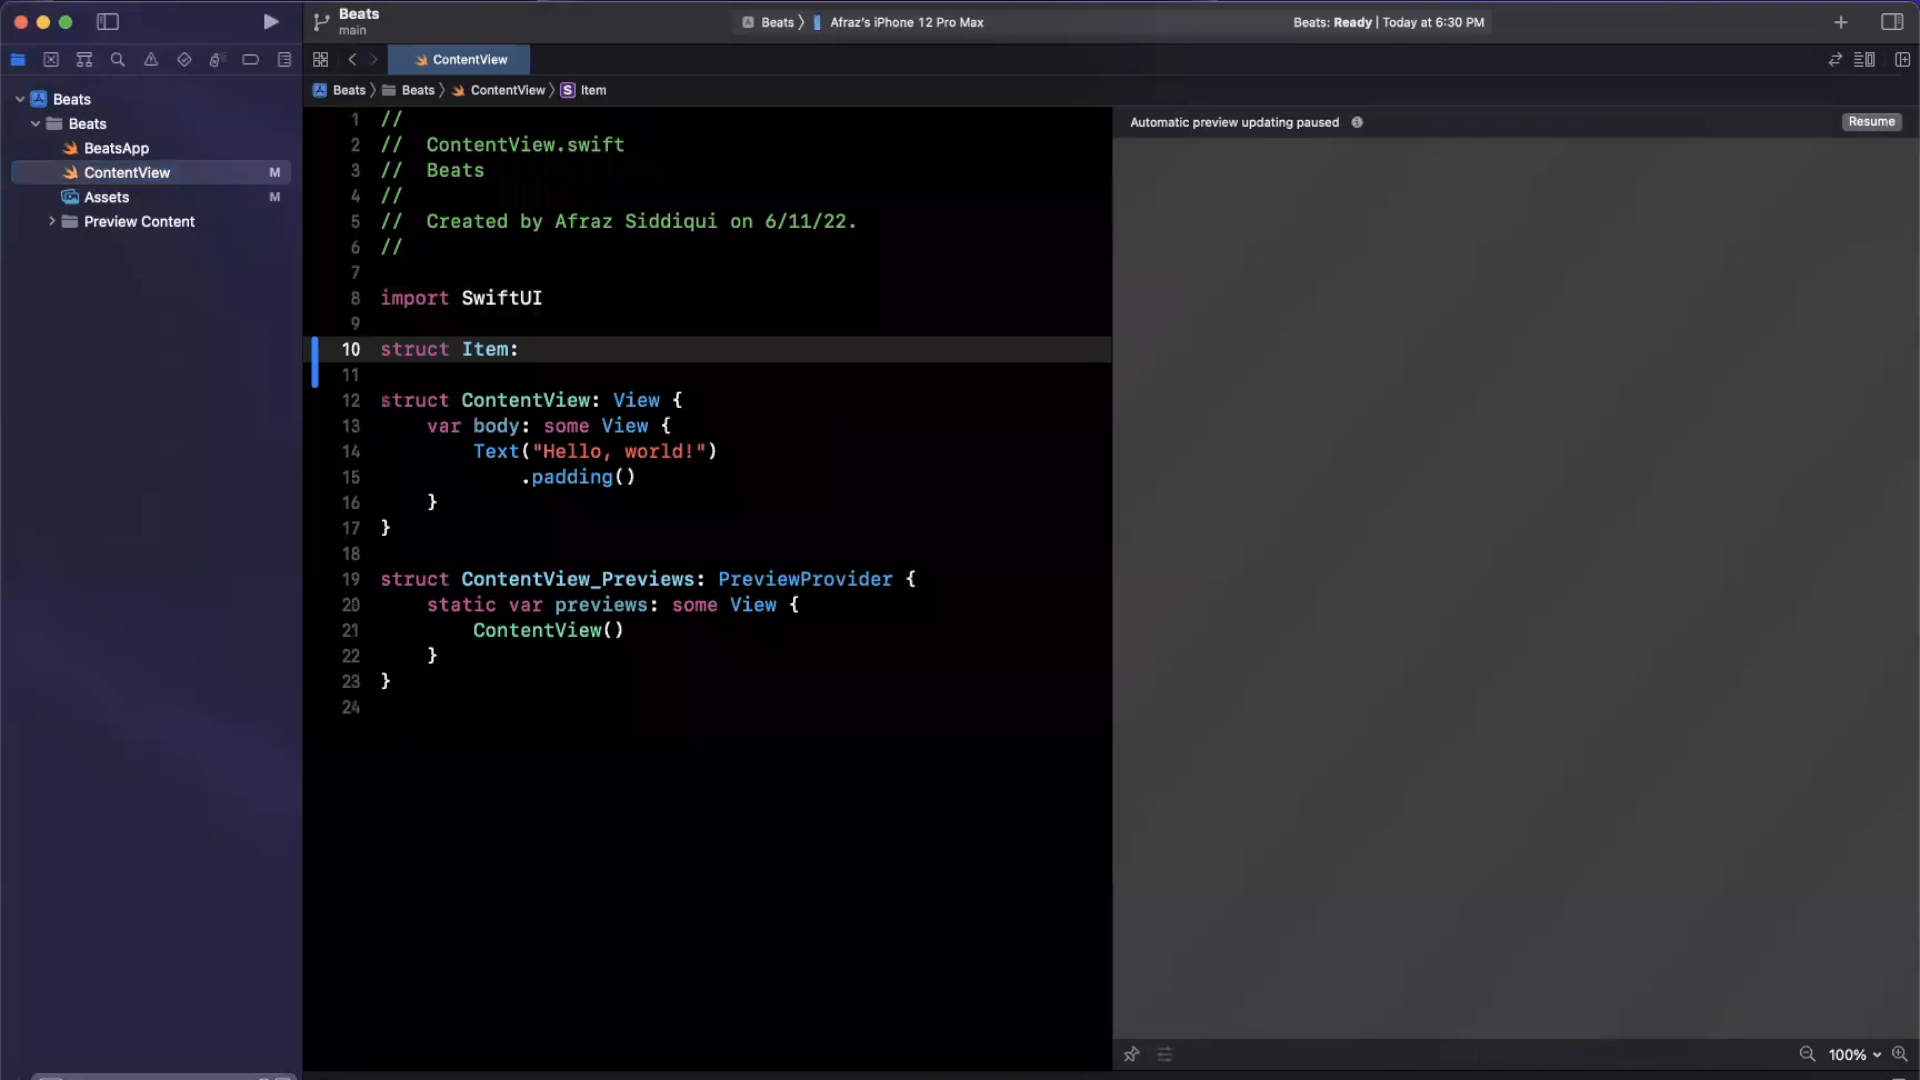 Beats
main
Beats 〉 Afraz's iPhone 12 Pro Max
Beats: Ready | Today at 6:30 PM
ContentView
Beats 〉 Beats 〉 ContentView 〉 S Item
Beats
Beats
BeatsApp
ContentView M
Assets M
Preview Content
1 //
2 //  ContentView.swift
3 //  Beats
4 //
5 //  Created by Afraz Siddiqui on 6/11/22.
6 //
7
8 import SwiftUI
9
10 struct Item:
11
12 struct ContentView: View {
13     var body: some View {
14         Text("Hello, world!")
15             .padding()
16     }
17 }
18
19 struct ContentView_Previews: PreviewProvider {
20     static var previews: some View {
21         ContentView()
22     }
23 }
24
Automatic preview updating paused
Resume
100%